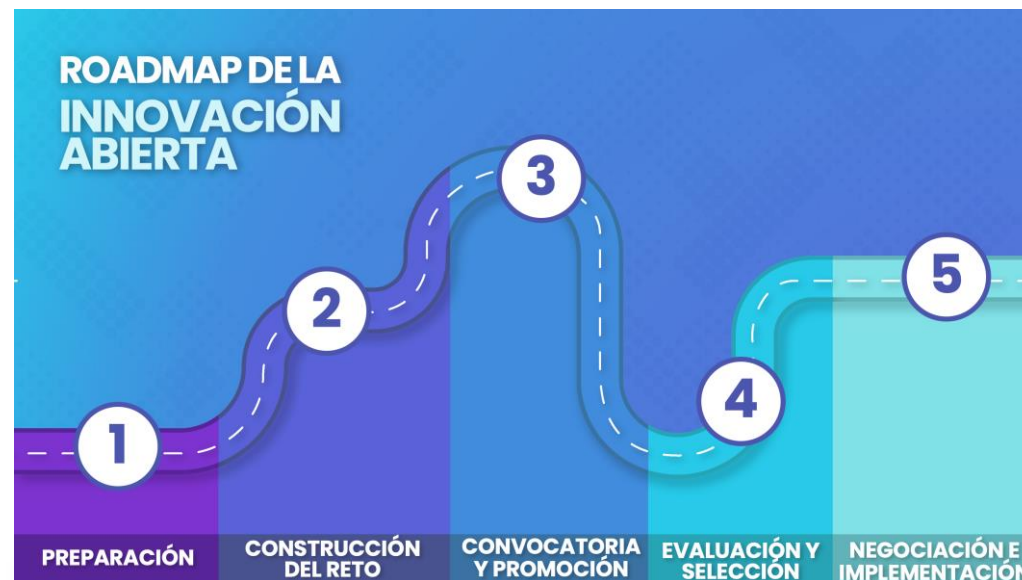 ROADMAP DE LA
INNOVACIÓN
ABIERTA
3
2
5
4
1
PREPARACIÓN
CONSTRUCCIÓN
DEL RETO
CONVOCATORIA
Y PROMOCIÓN
EVALUACIÓN Y
SELECCIÓN
NEGOCIACIÓN E
IMPLEMENTACIÓN